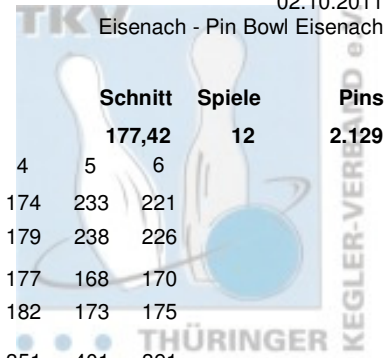 02.10.2011
TKV
Eisenach - Pin Bowl Eisenach
Schnitt Spiele Pins
177,42 12 2.129
4 5 6
174 233 221
179 238 226
177 168 170
182 173 175
THÜRINGER
KEGLER-VERBAND e.V.